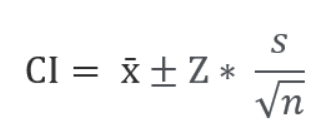 CI = x̄ ± Z * s/√n